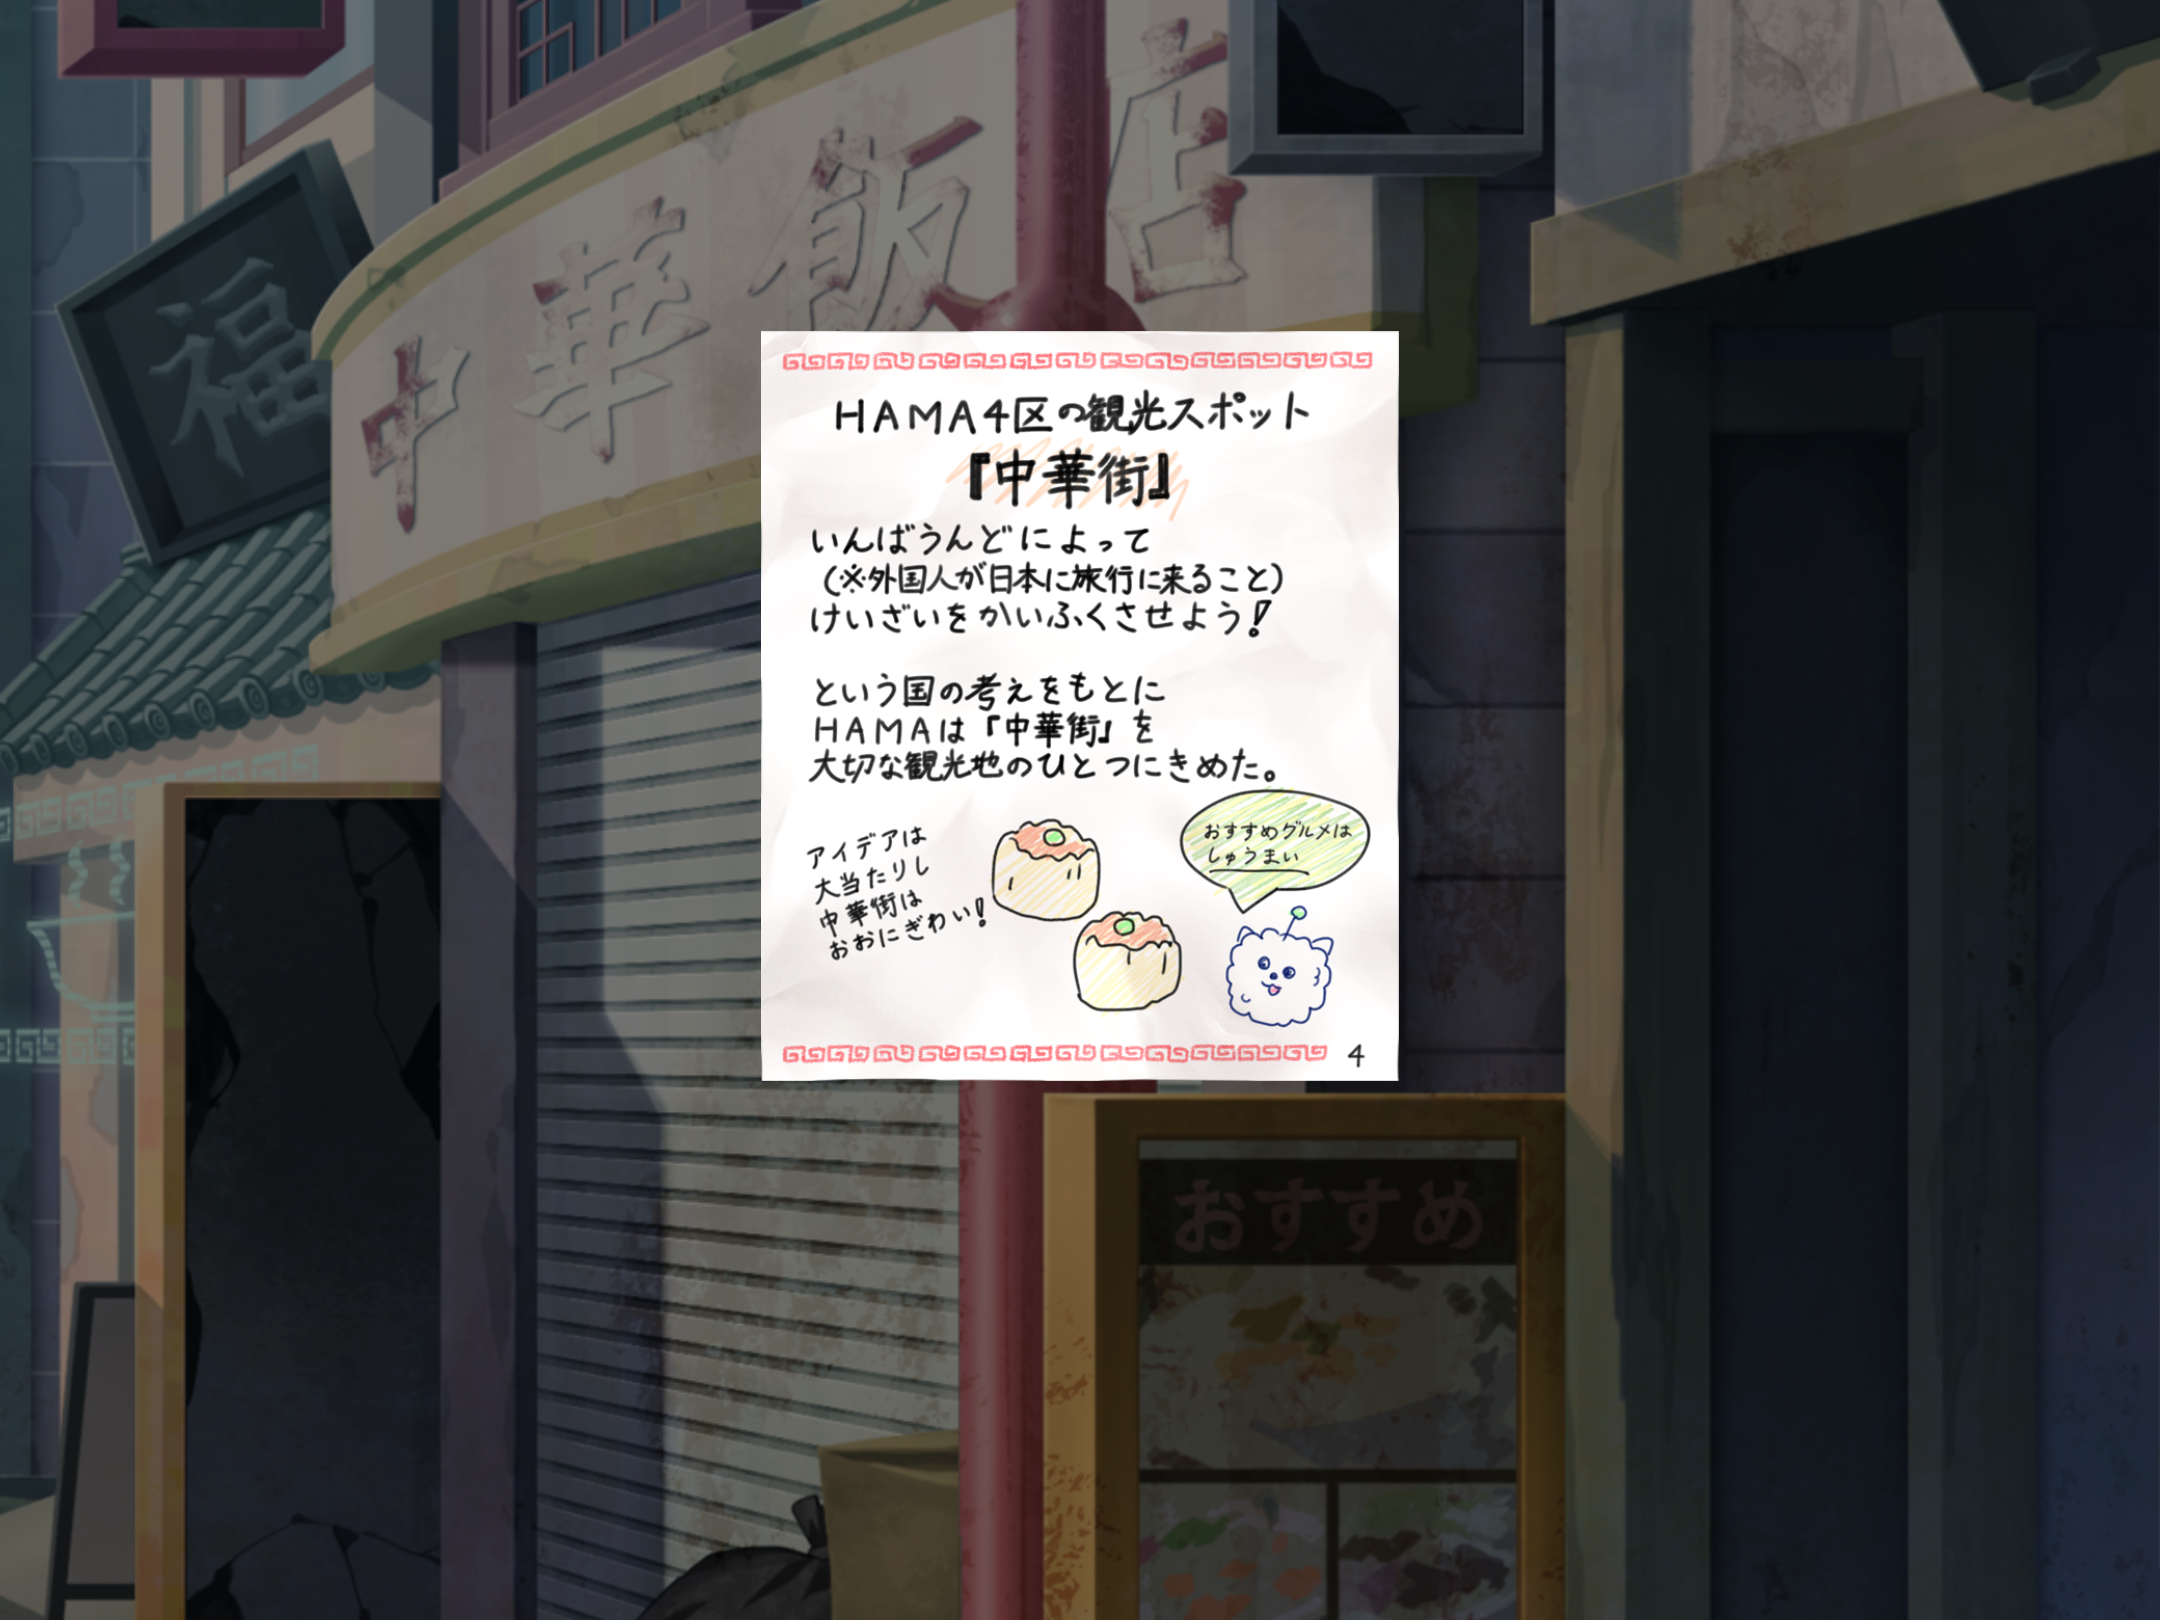 福
中華飯店
HAMA4区の観光スポット
『中華街』
いんばうんどによって
(※外国人が日本に旅行に来ること)
けいざいをかいふくさせよう!
という国の考えをもとに
HAMAは『中華街』を
大切な観光地のひとつにきめた。
アイデアは
大当たりし
中華街は
おおにぎわい!
おすすめグルメは
しゅうまい
4
おすすめ